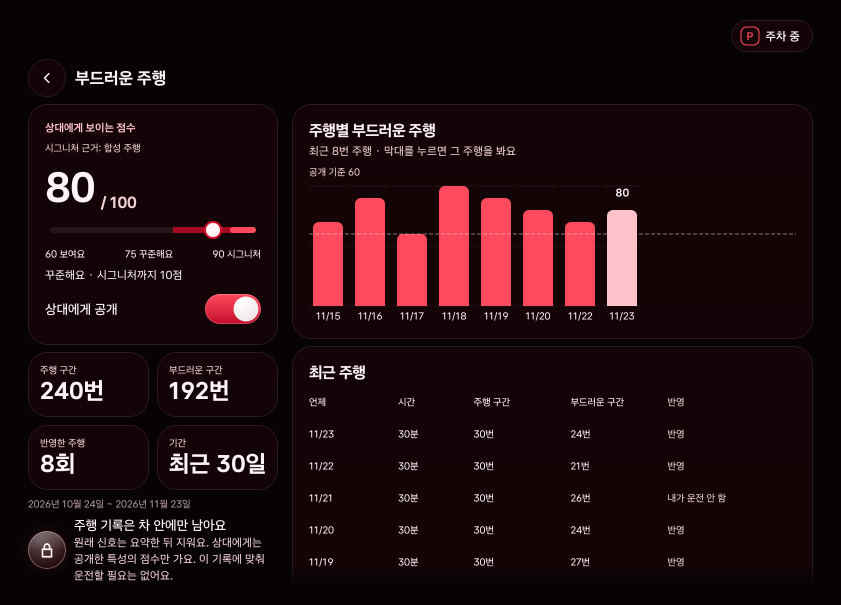 P 주차 중
부드러운 주행
상대에게 보이는 점수
시그니처 근거: 합성 주행
80 / 100
60 보여요 75 꾸준해요 90 시그니처
꾸준해요 · 시그니처까지 10점
상대에게 공개
주행 구간
240번
부드러운 구간
192번
반영한 주행
8회
기간
최근 30일
2026년 10월 24일 ~ 2026년 11월 23일
주행 기록은 차 안에만 남아요
원래 신호는 요약한 뒤 지워요. 상대에게는
공개한 특성의 점수만 가요. 이 기록에 맞춰
운전할 필요는 없어요.
주행별 부드러운 주행
최근 8번 주행 · 막대를 누르면 그 주행을 봐요
공개 기준 60
80
11/15 11/16 11/17 11/18 11/19 11/20 11/22 11/23
최근 주행
언제 시간 주행 구간 부드러운 구간 반영
11/23 30분 30번 24번 반영
11/22 30분 30번 21번 반영
11/21 30분 30번 26번 내가 운전 안 함
11/20 30분 30번 24번 반영
11/19 30분 30번 27번 반영